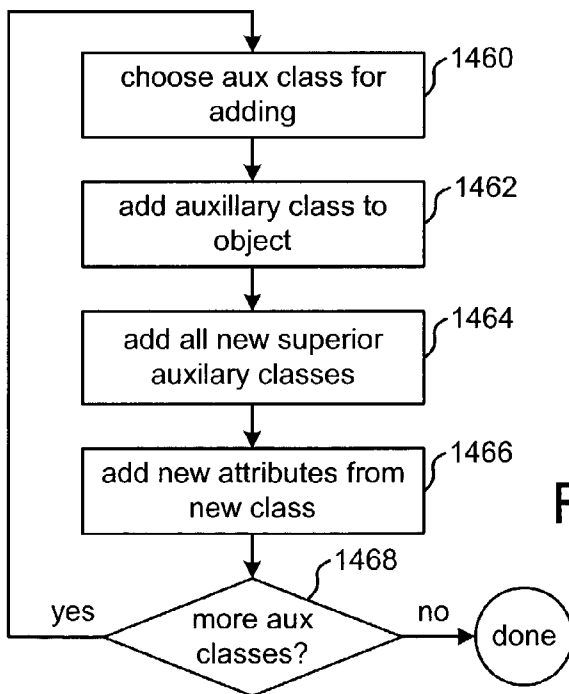 choose aux class for
adding
1460
add auxillary class to
object
1462
add all new superior
auxilary classes
1464
add new attributes from
new class
1466
more aux
classes?
1468
yes
no
done
F